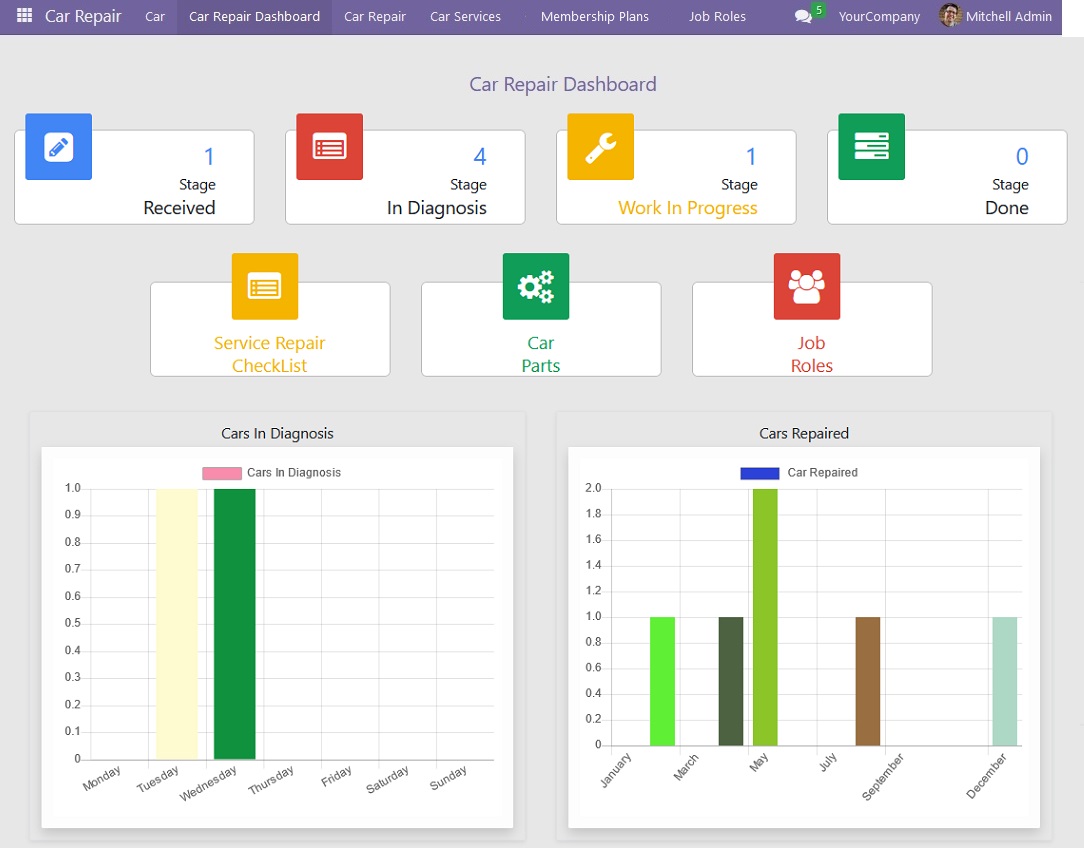 Car Repair Car Car Repair Dashboard Car Repair Car Services Membership Plans Job Roles 5 YourCompany Mitchell Admin
Car Repair Dashboard
1
Stage
Received
4
Stage
In Diagnosis
1
Stage
Work In Progress
0
Stage
Done
Service Repair
CheckList
Car
Parts
Job
Roles
Cars In Diagnosis
Cars In Diagnosis
1.0
0.9
0.8
0.7
0.6
0.5
0.4
0.3
0.2
0.1
0
Monday Tuesday Wednesday Thursday Friday Saturday Sunday
Cars Repaired
Car Repaired
2.0
1.8
1.6
1.4
1.2
1.0
0.8
0.6
0.4
0.2
0
January March May July September December